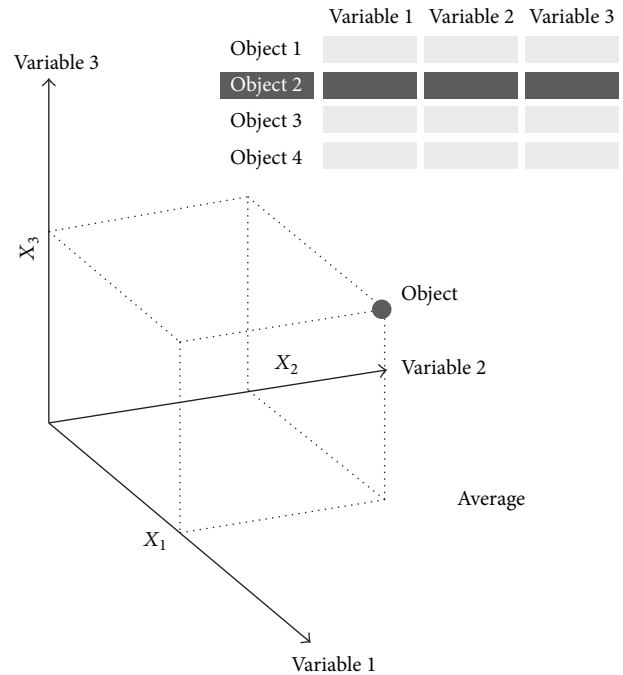 Variable 1 Variable 2 Variable 3
Object 1
Object 2
Object 3
Object 4
Variable 3
X3
Object
X2
Variable 2
Average
X1
Variable 1